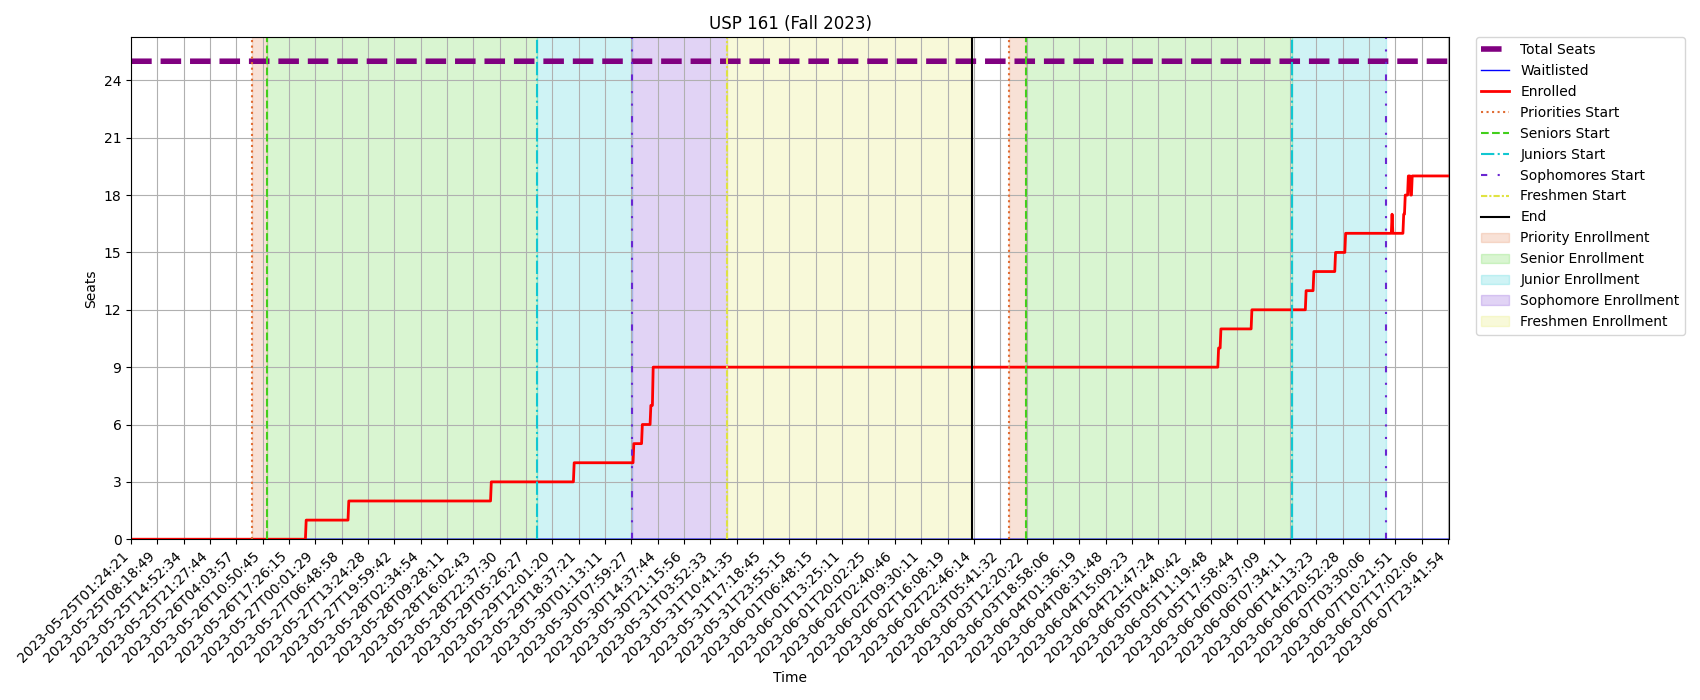 USP 161 (Fall 2023)
Seats
24
21
18
15
12
9
6
3
0
2023-05-25T01:24:21
2023-05-25T08:18:49
2023-05-25T14:52:34
2023-05-25T21:27:44
2023-05-26T04:03:57
2023-05-26T10:50:45
2023-05-26T17:26:15
2023-05-27T00:01:29
2023-05-27T06:48:58
2023-05-27T13:24:28
2023-05-27T19:59:42
2023-05-28T02:34:54
2023-05-28T09:28:11
2023-05-28T16:02:43
2023-05-28T22:37:30
2023-05-29T05:26:27
2023-05-29T12:01:20
2023-05-29T18:37:21
2023-05-30T01:13:11
2023-05-30T07:59:27
2023-05-30T14:37:44
2023-05-30T21:15:56
2023-05-31T03:52:33
2023-05-31T10:41:35
2023-05-31T17:18:45
2023-05-31T23:55:15
2023-06-01T06:48:15
2023-06-01T13:25:11
2023-06-01T20:02:25
2023-06-02T02:40:46
2023-06-02T09:30:11
2023-06-02T16:08:19
2023-06-02T22:46:14
2023-06-03T05:41:32
2023-06-03T12:20:22
2023-06-03T18:58:06
2023-06-04T01:36:19
2023-06-04T08:31:48
2023-06-04T15:09:23
2023-06-04T21:47:24
2023-06-05T04:40:42
2023-06-05T11:19:48
2023-06-05T17:58:44
2023-06-06T00:37:09
2023-06-06T07:34:11
2023-06-06T14:13:23
2023-06-06T20:52:28
2023-06-07T03:30:06
2023-06-07T10:21:51
2023-06-07T17:02:06
2023-06-07T23:41:54
Time
Total Seats
Waitlisted
Enrolled
Priorities Start
Seniors Start
Juniors Start
Sophomores Start
Freshmen Start
End
Priority Enrollment
Senior Enrollment
Junior Enrollment
Sophomore Enrollment
Freshmen Enrollment